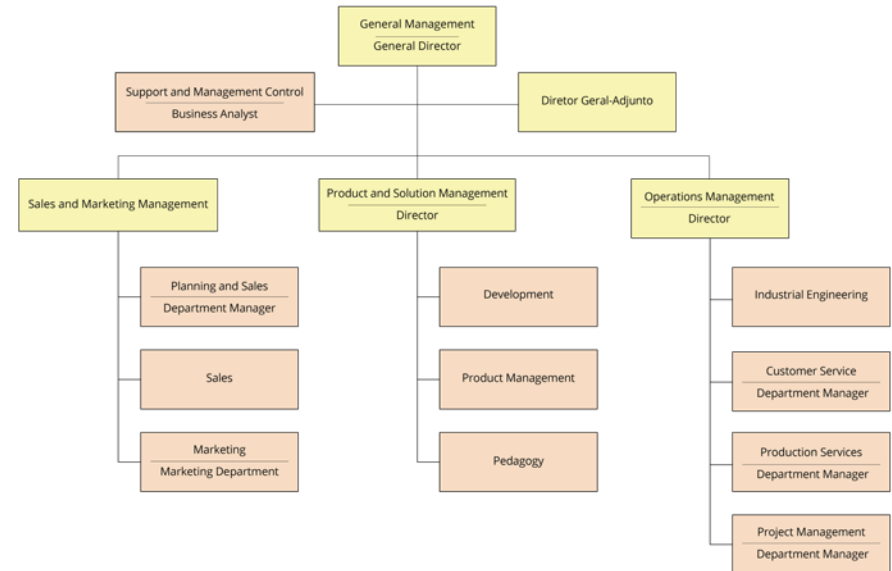 General Management
General Director
Support and Management Control
Business Analyst
Diretor Geral-Adjunto
Sales and Marketing Management
Product and Solution Management
Director
Operations Management
Director
Planning and Sales
Department Manager
Development
Industrial Engineering
Sales
Product Management
Customer Service
Department Manager
Marketing
Marketing Department
Pedagogy
Production Services
Department Manager
Project Management
Department Manager